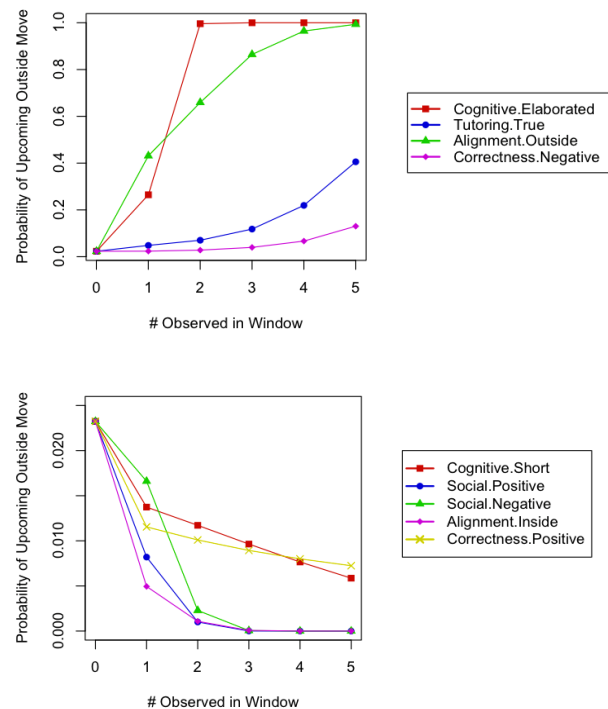 Probability of Upcoming Outside Move
1.0
0.8
0.6
0.4
0.2
0.0
0 1 2 3 4 5
# Observed in Window
Cognitive.Elaborated
Tutoring.True
Alignment.Outside
Correctness.Negative
Probability of Upcoming Outside Move
0.020
0.010
0.000
0 1 2 3 4 5
# Observed in Window
Cognitive.Short
Social.Positive
Social.Negative
Alignment.Inside
Correctness.Positive